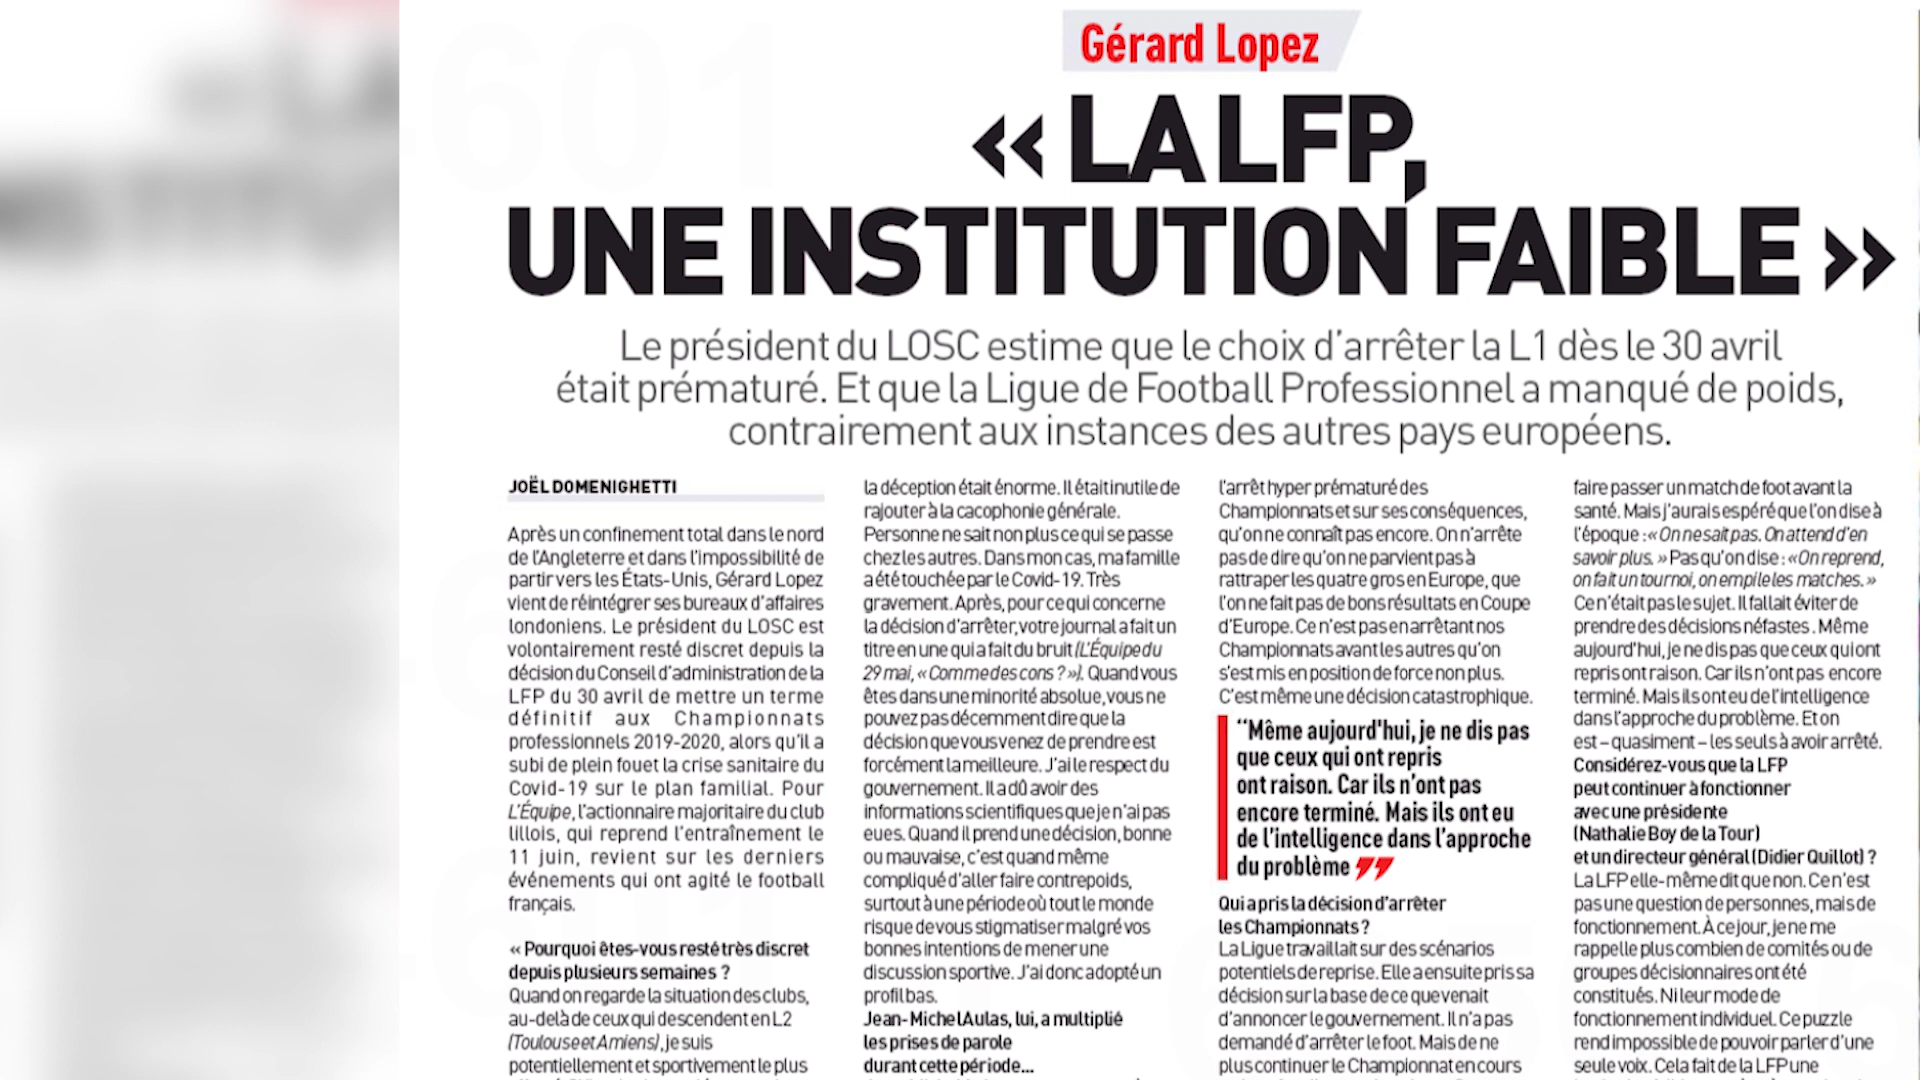 Gérard Lopez
« LA LFP,
UNE INSTITUTION FAIBLE »
Le président du LOSC estime que le choix d’arrêter la L1 dès le 30 avril
était prématuré. Et que la Ligue de Football Professionnel a manqué de poids,
contrairement aux instances des autres pays européens.
JOËL DOMENIGHETTI
Après un confinement total dans le nord
de l’Angleterre et dans l’impossibilité de
partir vers les États-Unis, Gérard Lopez
vient de réintégrer ses bureaux d’affaires
londoniens. Le président du LOSC est
volontairement resté discret depuis la
décision du Conseil d’administration de la
LFP du 30 avril de mettre un terme
définitif aux Championnats
professionnels 2019-2020, alors qu’il a
subi de plein fouet la crise sanitaire du
Covid-19 sur le plan familial. Pour
L’Équipe, l’actionnaire majoritaire du club
lillois, qui reprend l’entraînement le
11 juin, revient sur les derniers
événements qui ont agité le football
français.
« Pourquoi êtes-vous resté très discret
depuis plusieurs semaines ?
Quand on regarde la situation des clubs,
au-delà de ceux qui descendent en L2
(Toulouse et Amiens), je suis
potentiellement et sportivement le plus
la déception était énorme. Il était inutile de
rajouter à la cacophonie générale.
Personne ne sait non plus ce qui se passe
chez les autres. Dans mon cas, ma famille
a été touchée par le Covid-19. Très
gravement. Après, pour ce qui concerne
la décision d’arrêter, votre journal a fait un
titre en une qui a fait du bruit (L’Équipe du
29 mai, « Comme des cons ? »). Quand vous
êtes dans une minorité absolue, vous ne
pouvez pas décemment dire que la
décision que vous venez de prendre est
forcément la meilleure. J’ai le respect du
gouvernement. Il a dû avoir des
informations scientifiques que je n’ai pas
eues. Quand il prend une décision, bonne
ou mauvaise, c’est quand même
compliqué d’aller faire contrepoids,
surtout à une période où tout le monde
risque de vous stigmatiser malgré vos
bonnes intentions de mener une
discussion sportive. J’ai donc adopté un
profil bas.
Jean-Michel Aulas, lui, a multiplié
les prises de parole
durant cette période...
l’arrêt hyper prématuré des
Championnats et sur ses conséquences,
qu’on ne connaît pas encore. On n’arrête
pas de dire qu’on ne parvient pas à
rattraper les quatre gros en Europe, que
l’on ne fait pas de bons résultats en Coupe
d’Europe. Ce n’est pas en arrêtant nos
Championnats avant les autres qu’on
s’est mis en position de force non plus.
C’est même une décision catastrophique.
“Même aujourd'hui, je ne dis pas
que ceux qui ont repris
ont raison. Car ils n’ont pas
encore terminé. Mais ils ont eu
de l’intelligence dans l’approche
du problème ”
Qui a pris la décision d’arrêter
les Championnats ?
La Ligue travaillait sur des scénarios
potentiels de reprise. Elle a ensuite pris sa
décision sur la base de ce que venait
d’annoncer le gouvernement. Il n’a pas
demandé d’arrêter le foot. Mais de ne
plus continuer le Championnat en cours
faire passer un match de foot avant la
santé. Mais j’aurais espéré que l’on dise à
l’époque : « On ne sait pas. On attend d’en
savoir plus. » Pas qu’on dise : « On reprend,
on fait un tournoi, on empile les matches. »
Ce n’était pas le sujet. Il fallait éviter de
prendre des décisions néfastes. Même
aujourd’hui, je ne dis pas que ceux qui ont
repris ont raison. Car ils n’ont pas encore
terminé. Mais ils ont eu de l’intelligence
dans l’approche du problème. Et on
est – quasiment – les seuls à avoir arrêté.
Considérez-vous que la LFP
peut continuer à fonctionner
avec une présidente
(Nathalie Boy de la Tour)
et un directeur général (Didier Quillot) ?
La LFP elle-même dit que non. Ce n’est
pas une question de personnes, mais de
fonctionnement. À ce jour, je ne me
rappelle plus combien de comités ou de
groupes décisionnaires ont été
constitués. Ni leur mode de
fonctionnement individuel. Ce puzzle
rend impossible de pouvoir parler d’une
seule voix. Cela fait de la LFP une